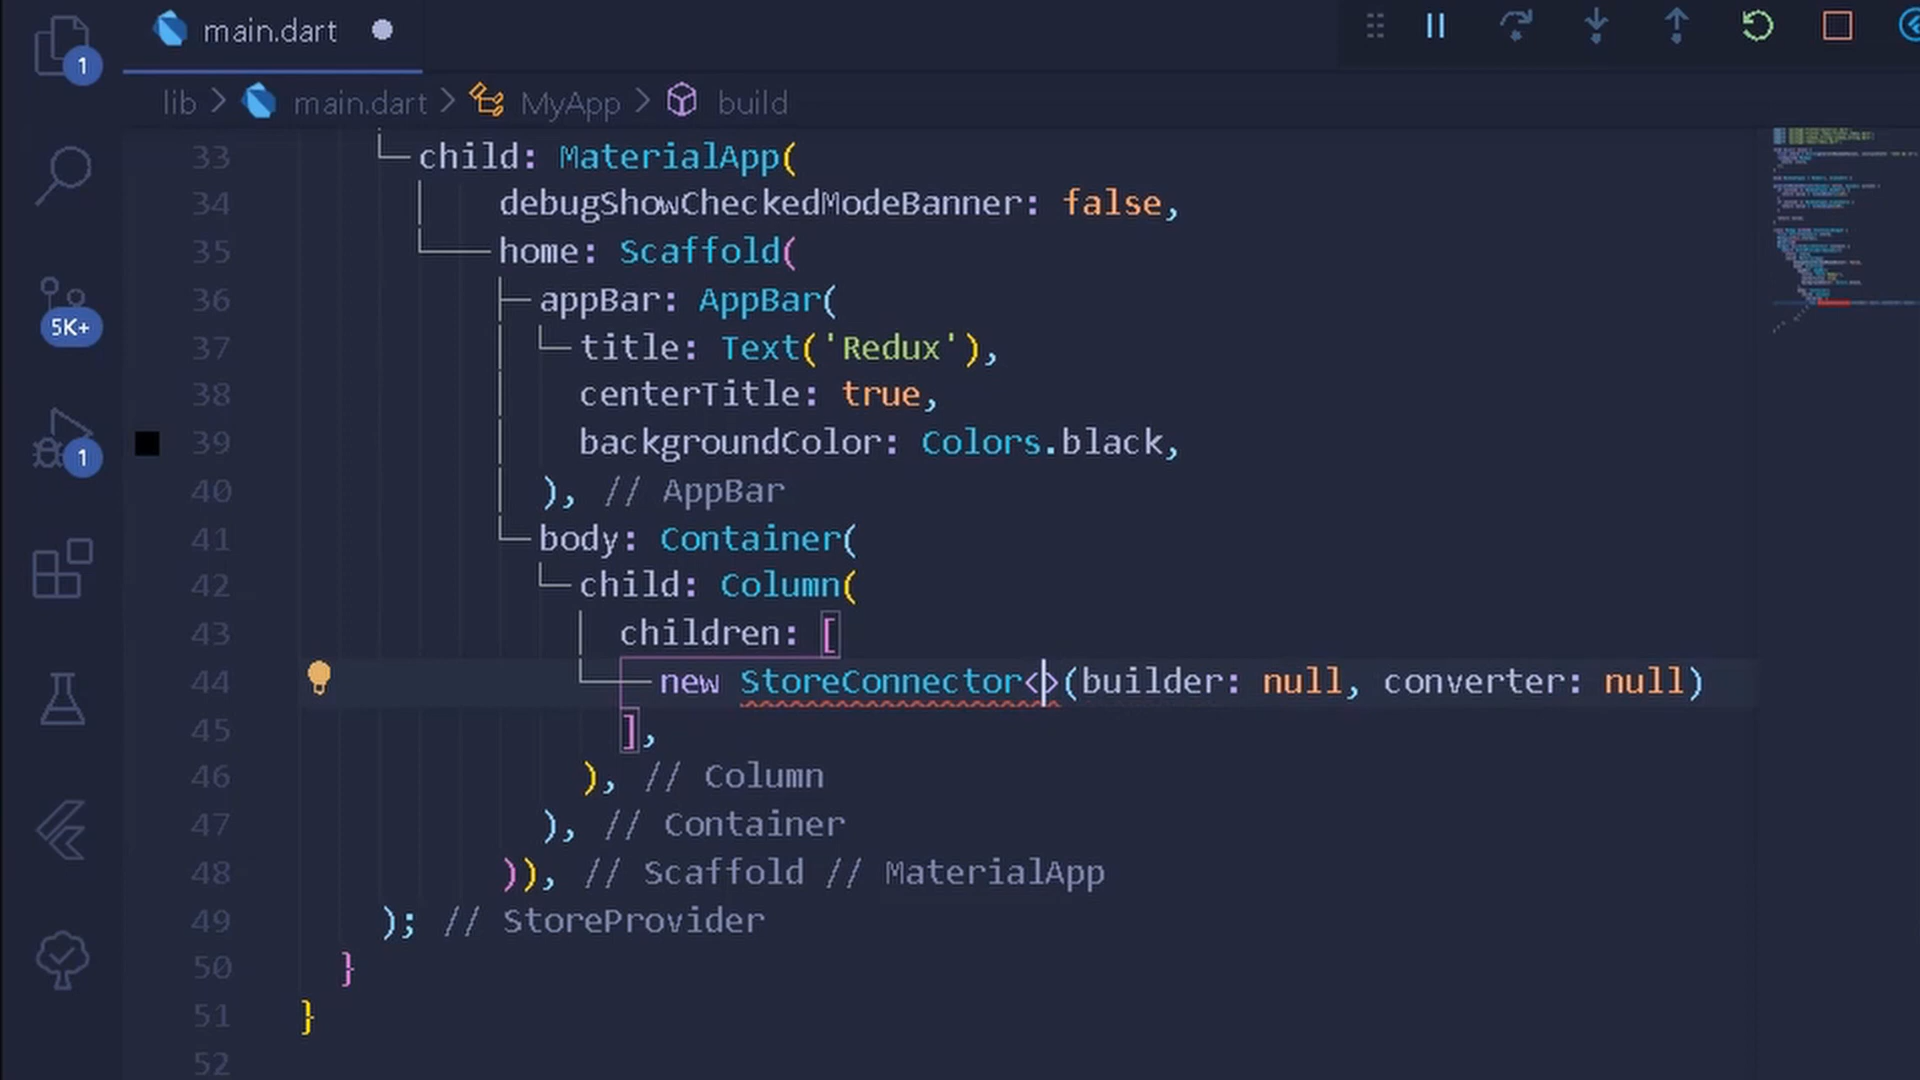 main.dart
1
lib > main.dart > MyApp > build
33 child: MaterialApp(
34 debugShowCheckedModeBanner: false,
35 home: Scaffold(
36 appBar: AppBar(
5K+
37 title: Text('Redux'),
38 centerTitle: true,
39 backgroundColor: Colors.black,
1
40 ), // AppBar
41 body: Container(
42 child: Column(
43 children: [
44 new StoreConnector<>(builder: null, converter: null)
45 ],
46 ), // Column
47 ), // Container
48 )), // Scaffold // MaterialApp
49 ); // StoreProvider
50 }
51 }
52